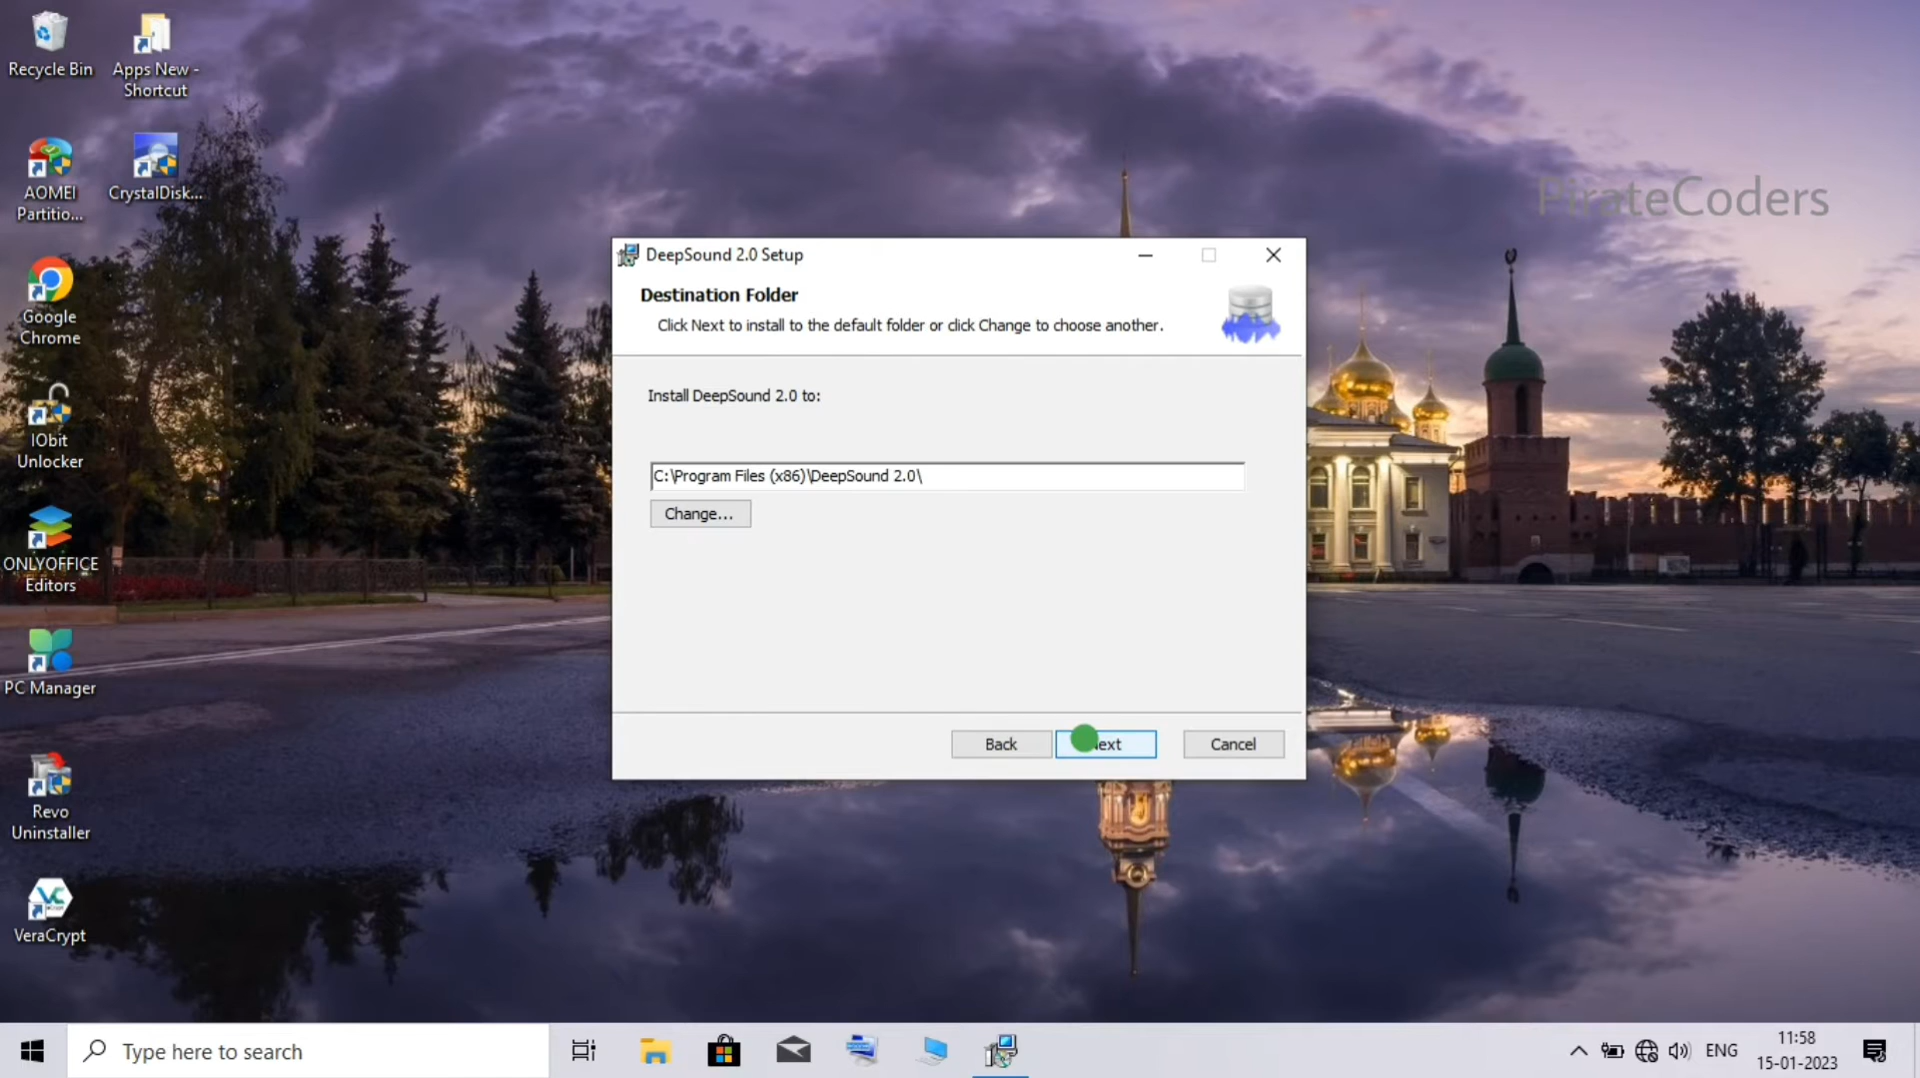 Recycle Bin
Apps New -
Shortcut
AOMEI
Partitio...
CrystalDisk...
Google
Chrome
IObit
Unlocker
ONLYOFFICE
Editors
PC Manager
Revo
Uninstaller
VC
VeraCrypt
PirateCoders
DeepSound 2.0 Setup
Destination Folder
Click Next to install to the default folder or click Change to choose another.
Install DeepSound 2.0 to:
C:\Program Files (x86)\DeepSound 2.0\
Change...
Back
Next
Cancel
Type here to search
ENG
11:58
15-01-2023